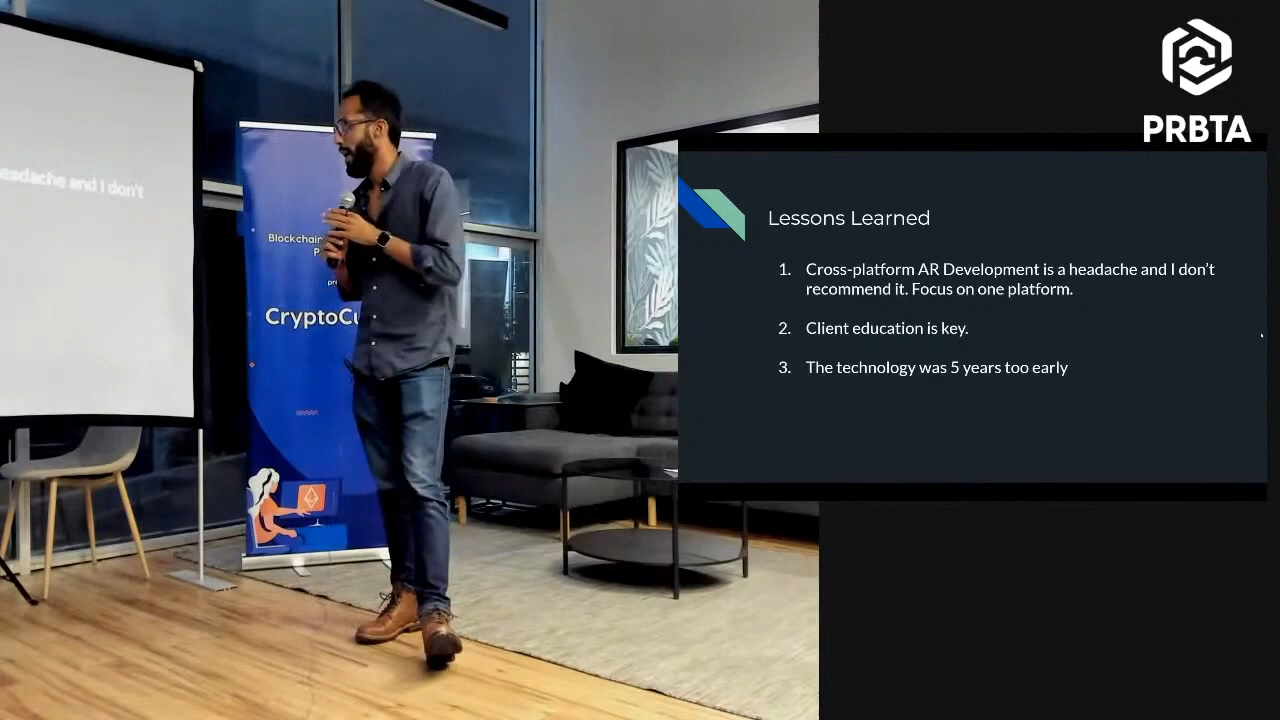 and I don't
Blockchain
CryptoCu
PRBTA
Lessons Learned
1. Cross-platform AR Development is a headache and I don't
recommend it. Focus on one platform.
2. Client education is key.
3. The technology was 5 years too early